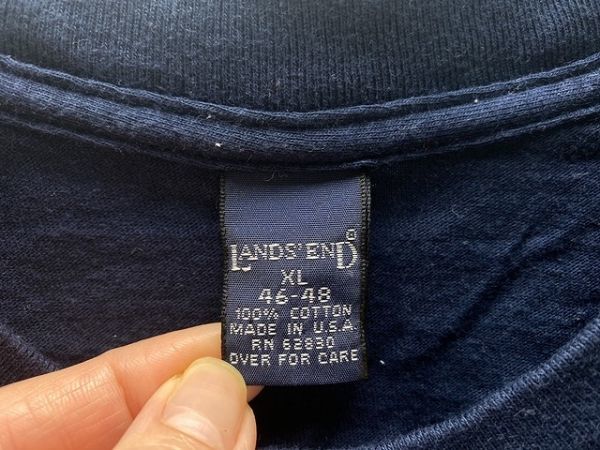 LANDS' END®
XL
46-48
100% COTTON
MADE IN U.S.A.
RN 62830
OVER FOR CARE